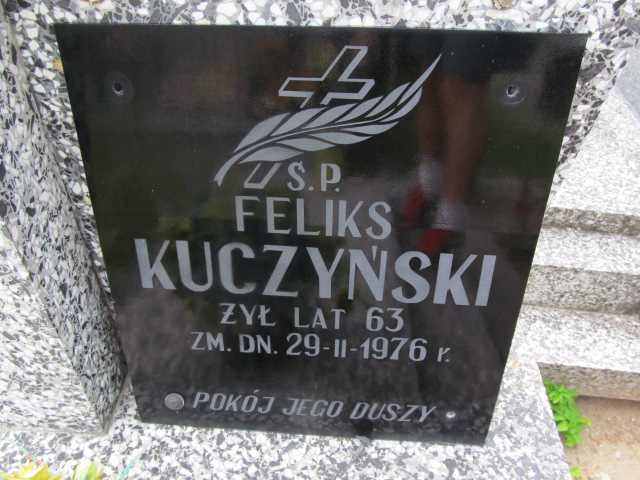 Ś.P.
FELIKS
KUCZYŃSKI
ŻYŁ LAT 63
ZM. DN. 29-II-1976 r.
POKÓJ JEGO DUSZY